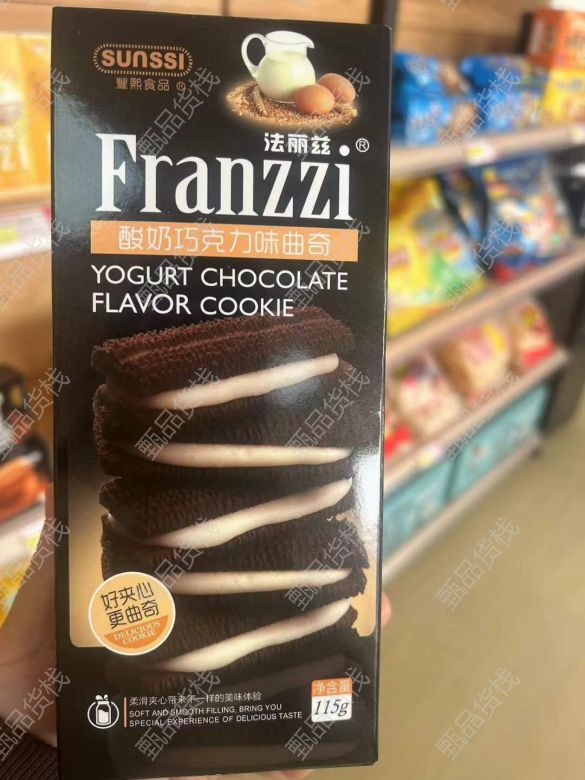 SUNSSI
豐熙食品 ®
法丽兹
Franzzi®
酸奶巧克力味曲奇
YOGURT CHOCOLATE
FLAVOR COOKIE
好夹心
更曲奇
DELICIOUS
COOKIE
柔滑夹心带来不一样的美味体验
SOFT AND SMOOTH FILLING, BRING YOU
SPECIAL EXPERIENCE OF DELICIOUS TASTE
净含量
115g
甄品货栈